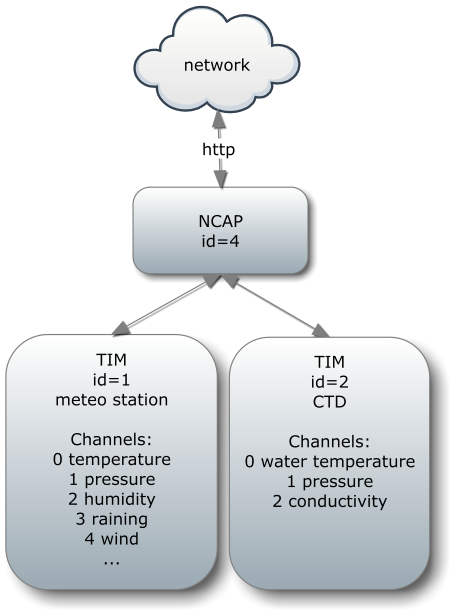 network
http
NCAP
id=4
TIM
id=1
meteo station
Channels:
0 temperature
1 pressure
2 humidity
3 raining
4 wind
...
TIM
id=2
CTD
Channels:
0 water temperature
1 pressure
2 conductivity